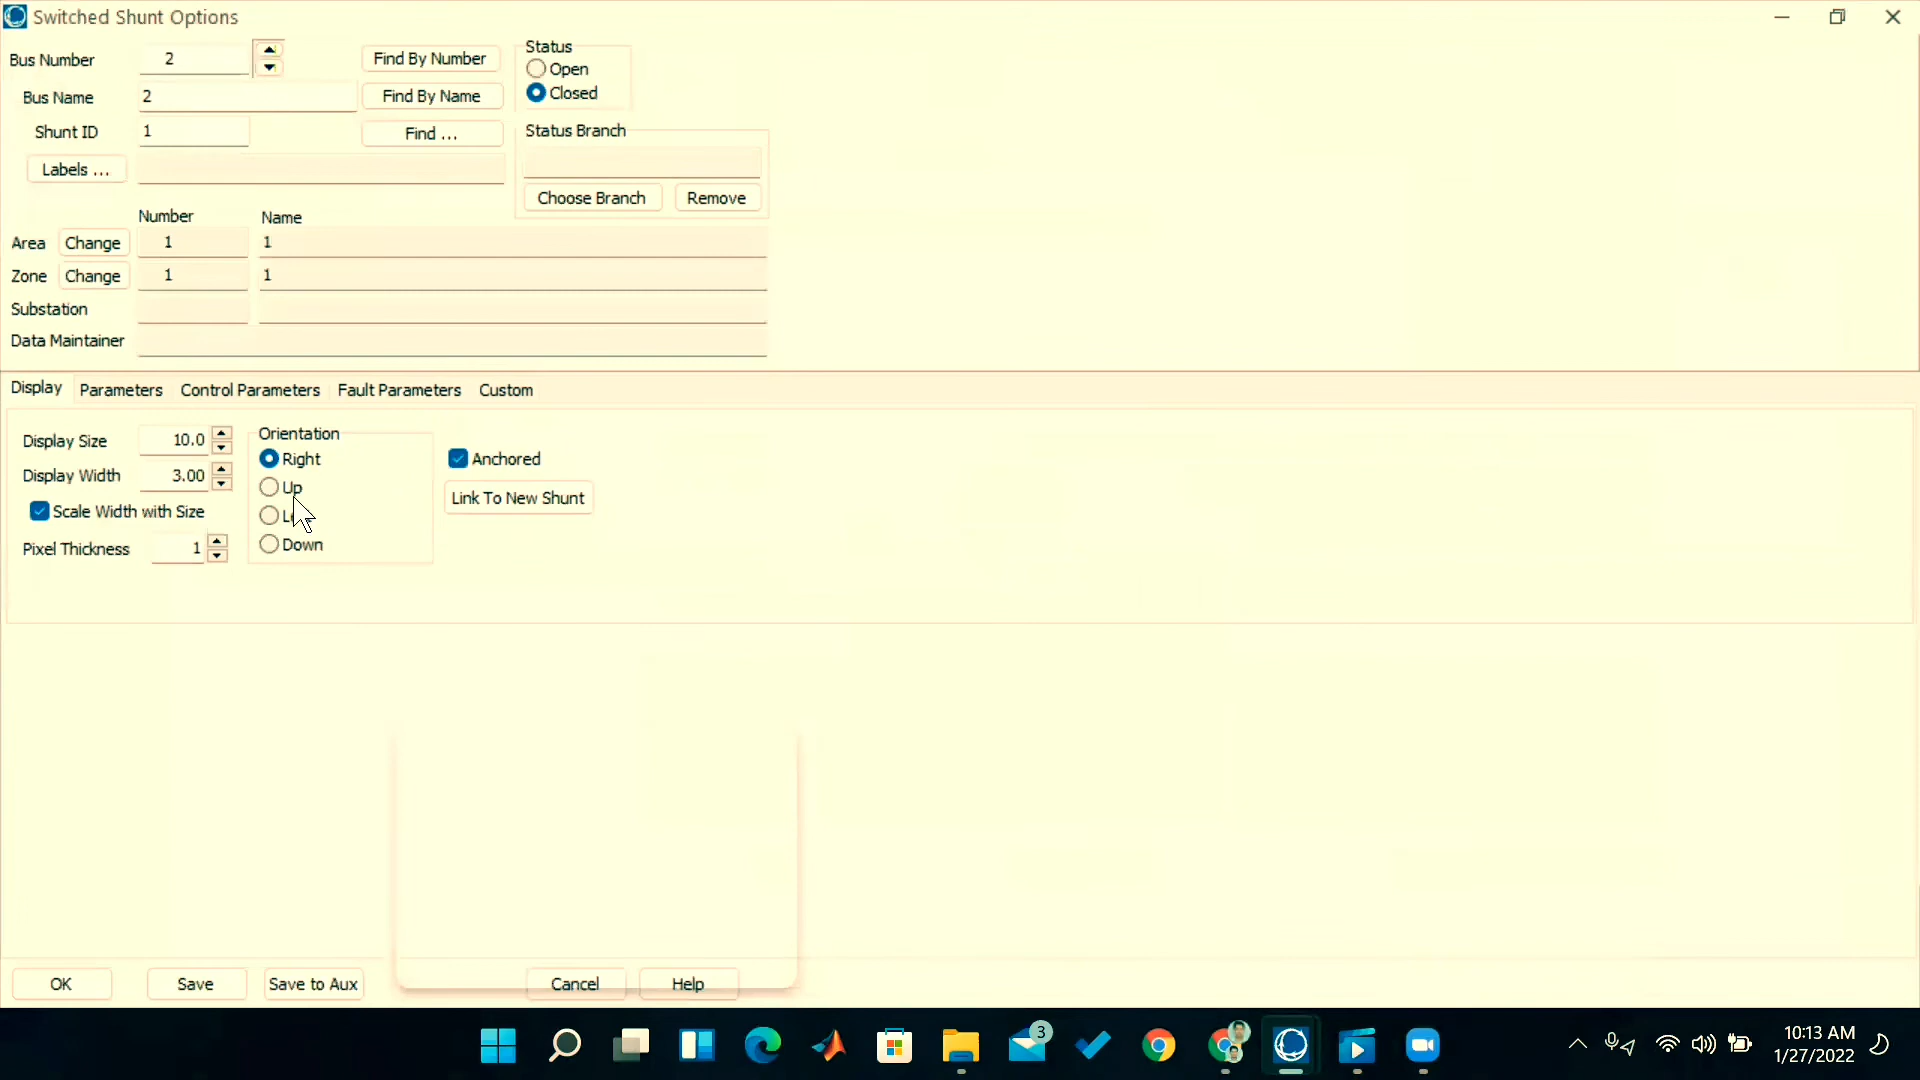 Switched Shunt Options
Bus Number 2 Find By Number
Bus Name 2 Find By Name
Shunt ID 1 Find ...
Labels ...
Status
Open
Closed
Status Branch
Choose Branch Remove
Number Name
Area Change 1 1
Zone Change 1 1
Substation
Data Maintainer
Display Parameters Control Parameters Fault Parameters Custom
Display Size 10.0
Display Width 3.00
Scale Width with Size
Pixel Thickness 1
Orientation
Right
Up
Down
Anchored
Link To New Shunt
OK Save Save to Aux Cancel Help
3
10:13 AM
1/27/2022